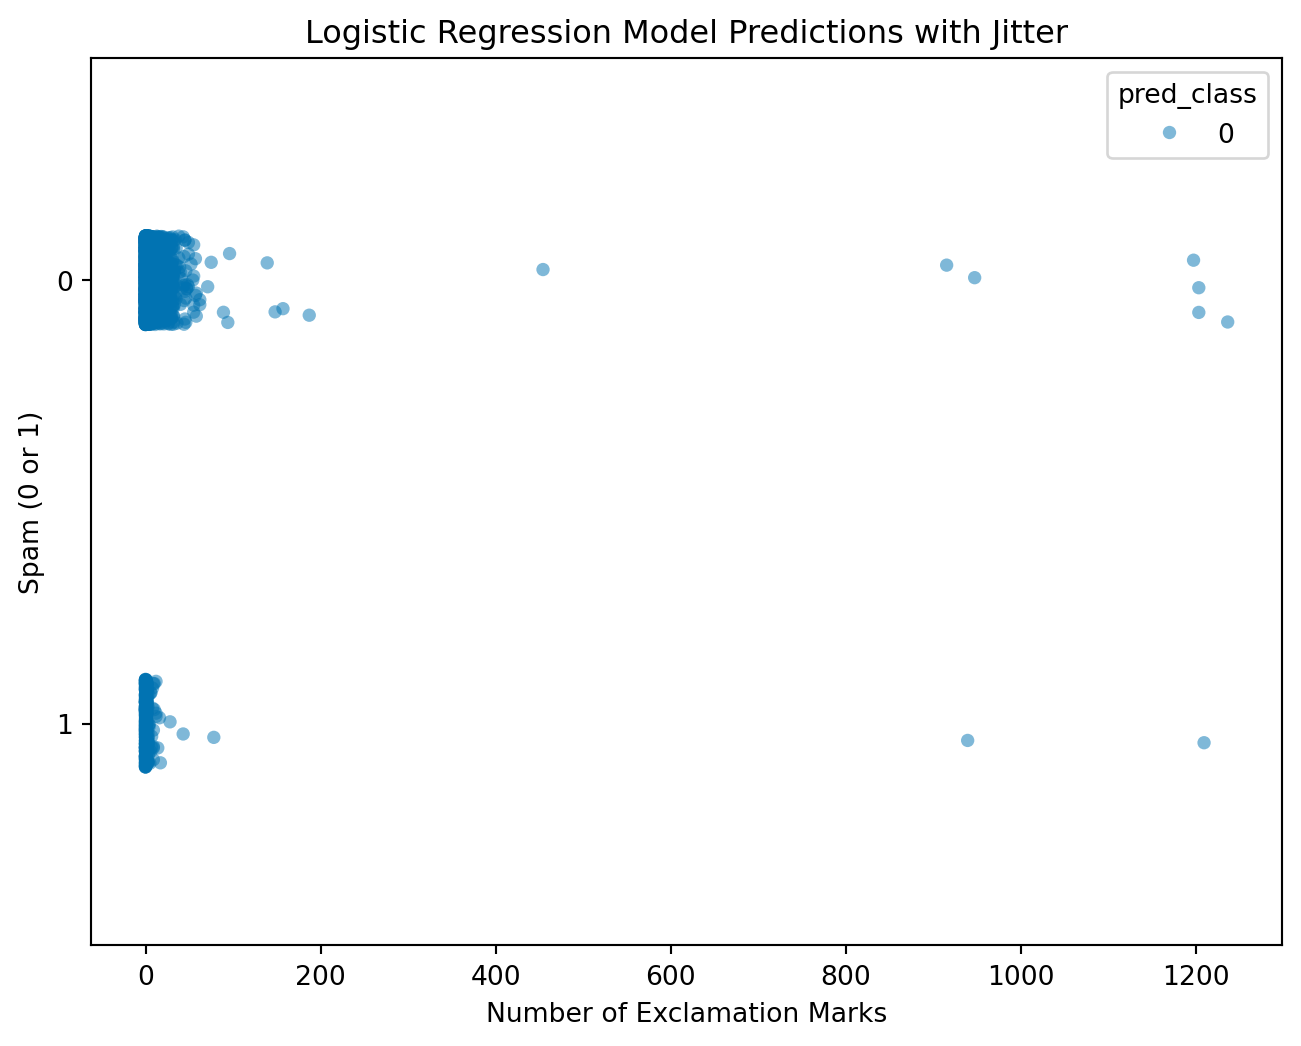 Logistic Regression Model Predictions with Jitter
pred_class
0
0
1
Spam (0 or 1)
0 200 400 600 800 1000 1200
Number of Exclamation Marks